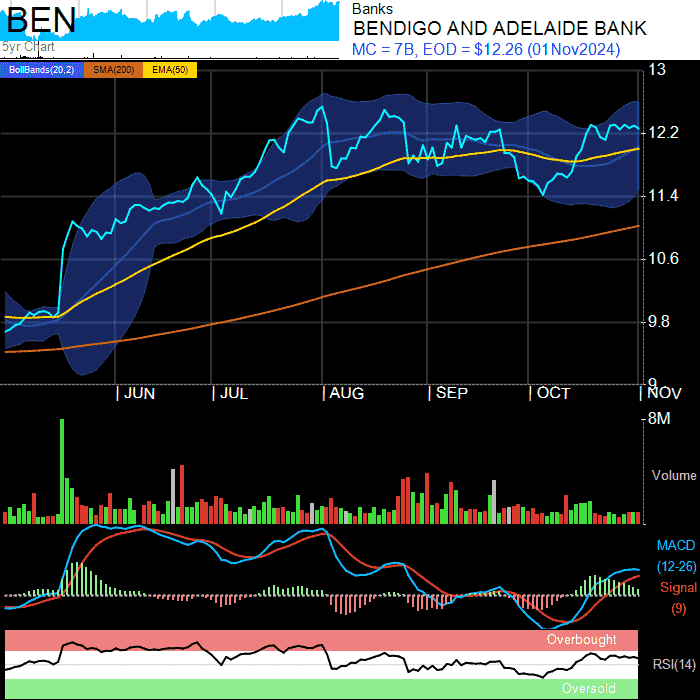 BEN
5yr Chart
Banks
BENDIGO AND ADELAIDE BANK
MC = 7B, EOD = $12.26 (01Nov2024)
BollBands(20,2) SMA(200) EMA(50)
13
12.2
11.4
10.6
9.8
9
JUN JUL AUG SEP OCT NOV
8M
Volume
MACD
(12-26)
Signal
(9)
Overbought
RSI(14)
Oversold